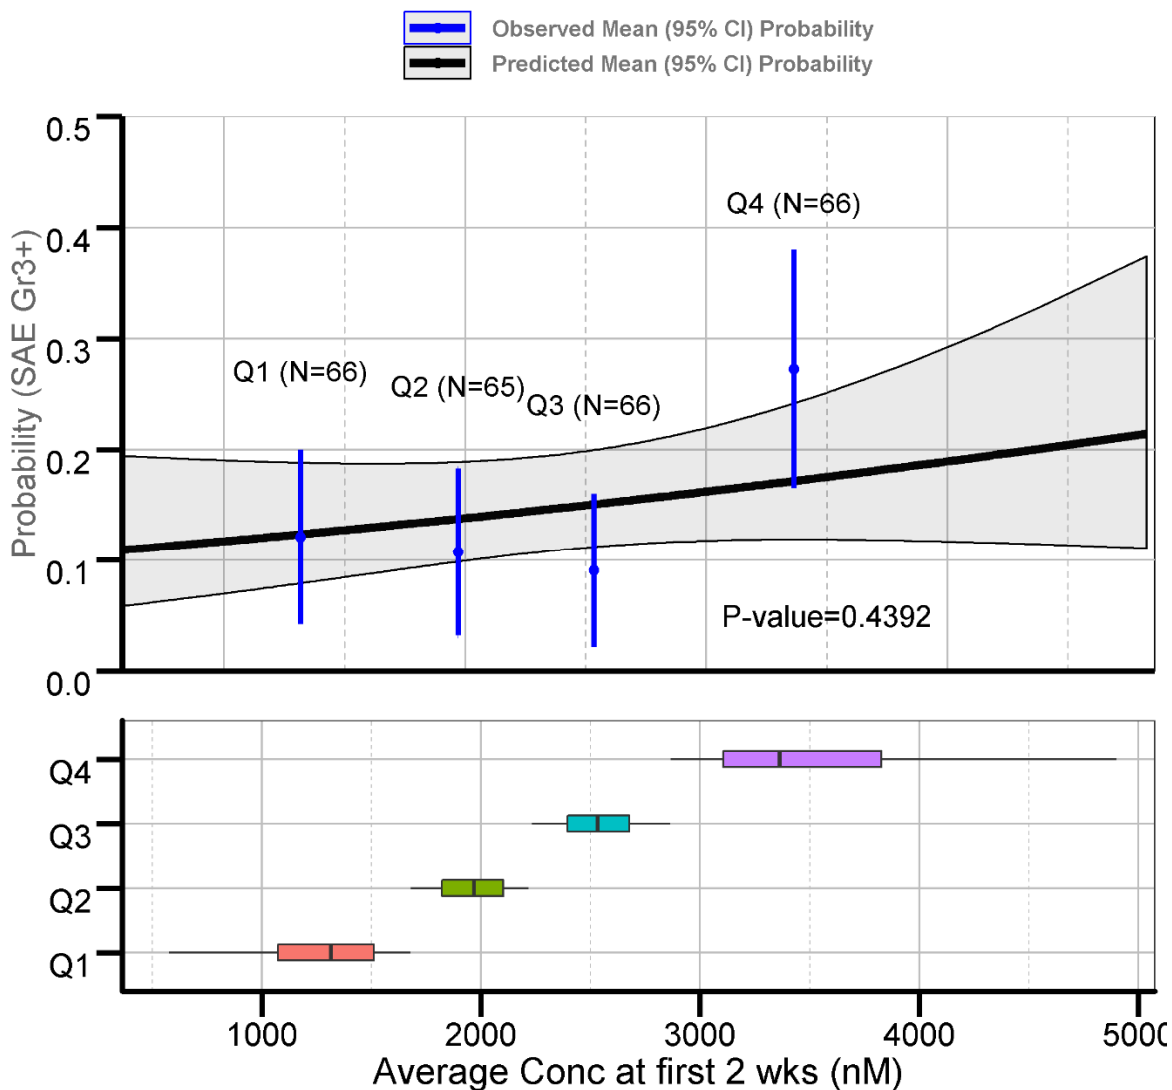 Observed Mean (95% CI) Probability
Predicted Mean (95% CI) Probability
Probability (SAE Gr3+)
0.5
0.4
0.3
0.2
0.1
0.0
Q4 (N=66)
Q1 (N=66)
Q2 (N=65)
Q3 (N=66)
P-value=0.4392
Q4
Q3
Q2
Q1
1000 2000 3000 4000 5000
Average Conc at first 2 wks (nM)